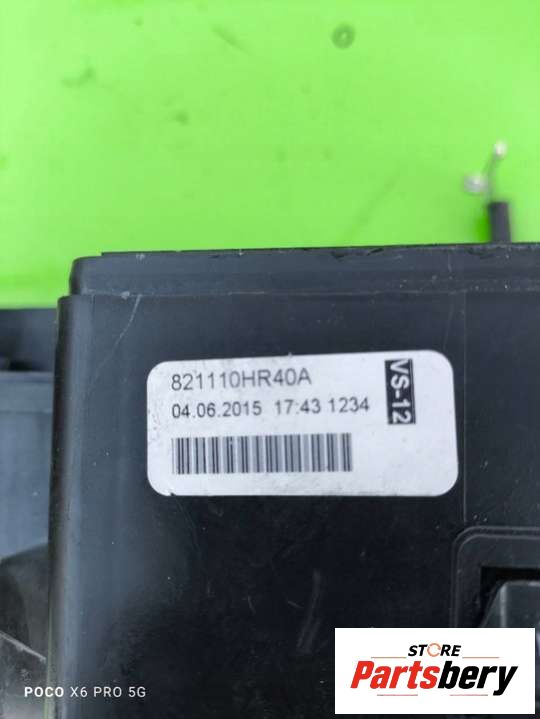 821110HR40A
04.06.2015 17:43 1234
VS-12
STORE
Partsbery
POCO X6 PRO 5G